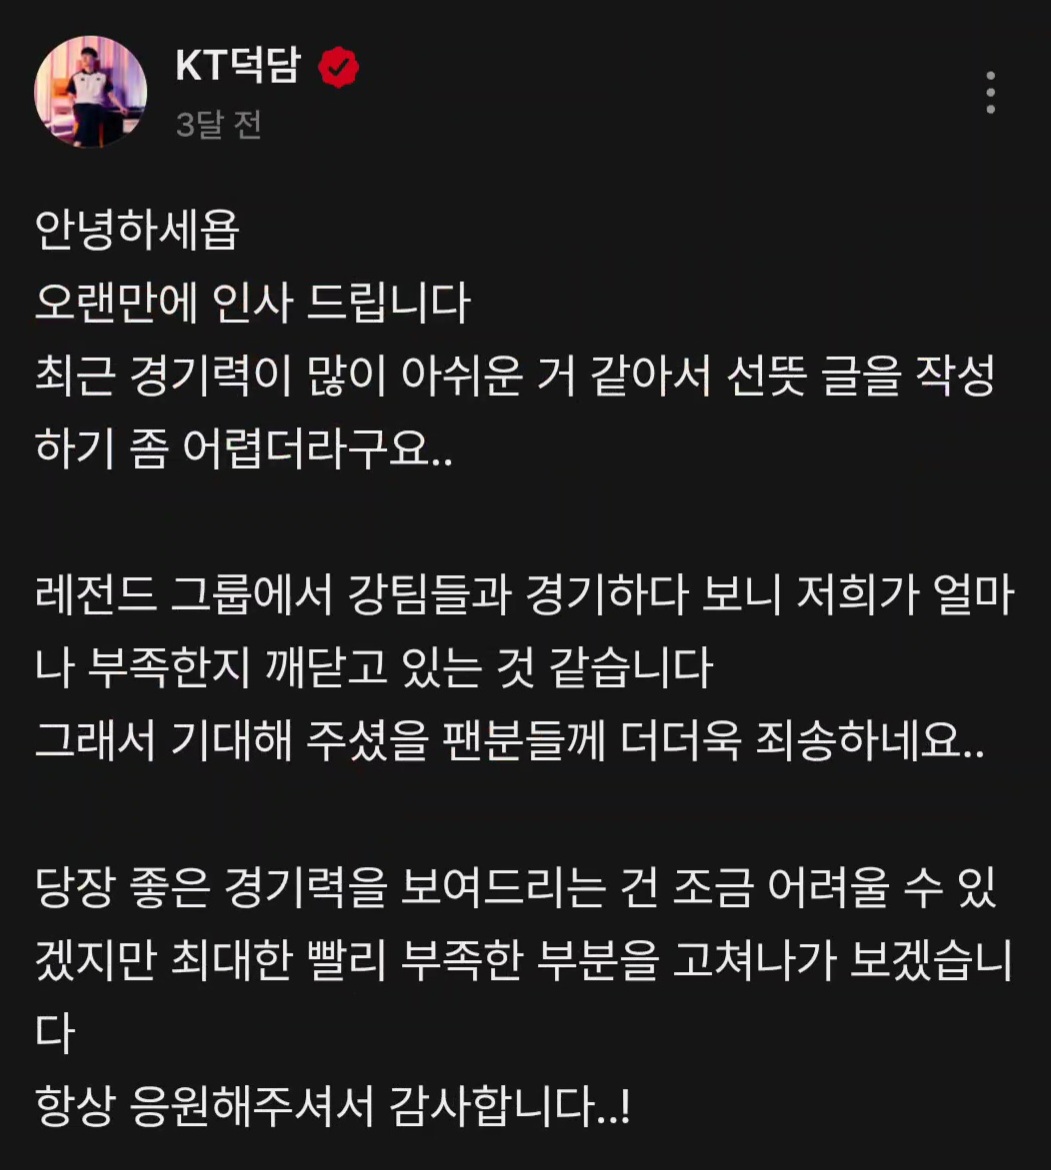 KT덕담
3달 전
안녕하세욥
오랜만에 인사 드립니다
최근 경기력이 많이 아쉬운 거 같아서 선뜻 글을 작성
하기 좀 어렵더라구요..
레전드 그룹에서 강팀들과 경기하다 보니 저희가 얼마
나 부족한지 깨닫고 있는 것 같습니다
그래서 기대해 주셨을 팬분들께 더더욱 죄송하네요..
당장 좋은 경기력을 보여드리는 건 조금 어려울 수 있
겠지만 최대한 빨리 부족한 부분을 고쳐나가 보겠습니
다
항상 응원해주셔서 감사합니다..!